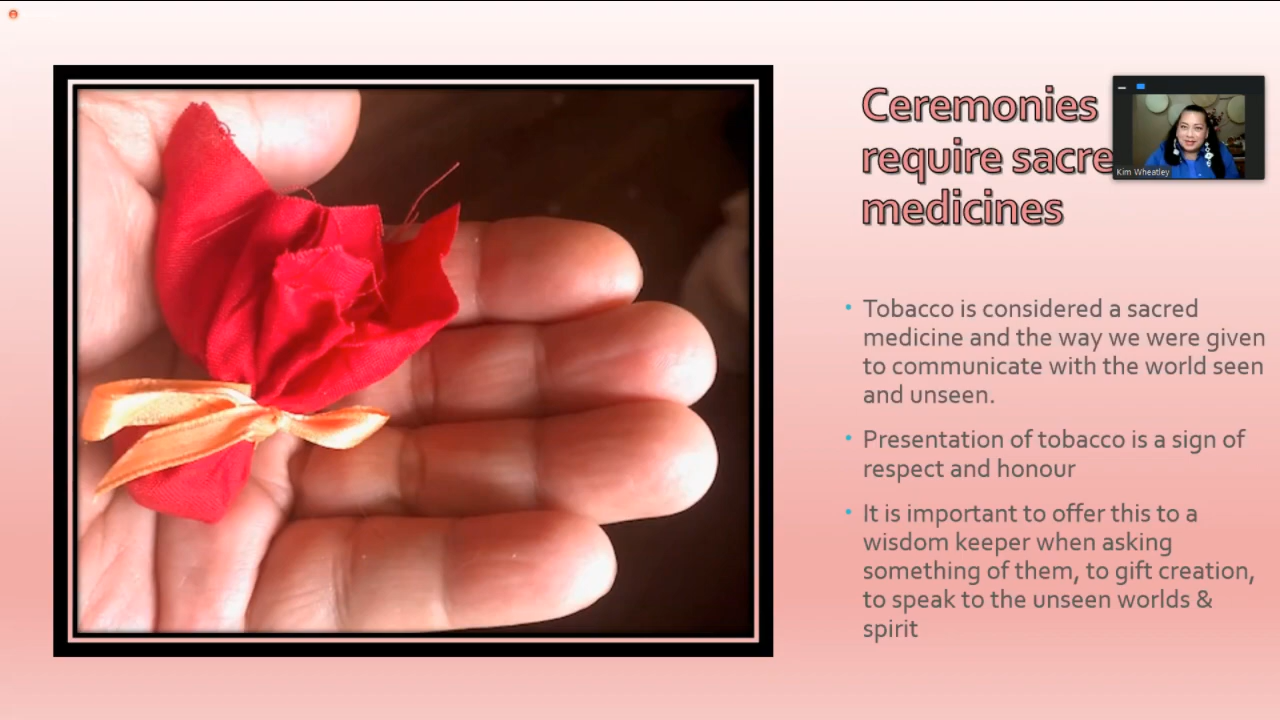 Ceremonies
require sacre
medicines
Kim Wheatley
Tobacco is considered a sacred
medicine and the way we were given
to communicate with the world seen
and unseen.
Presentation of tobacco is a sign of
respect and honour
It is important to offer this to a
wisdom keeper when asking
something of them, to gift creation,
to speak to the unseen worlds &
spirit